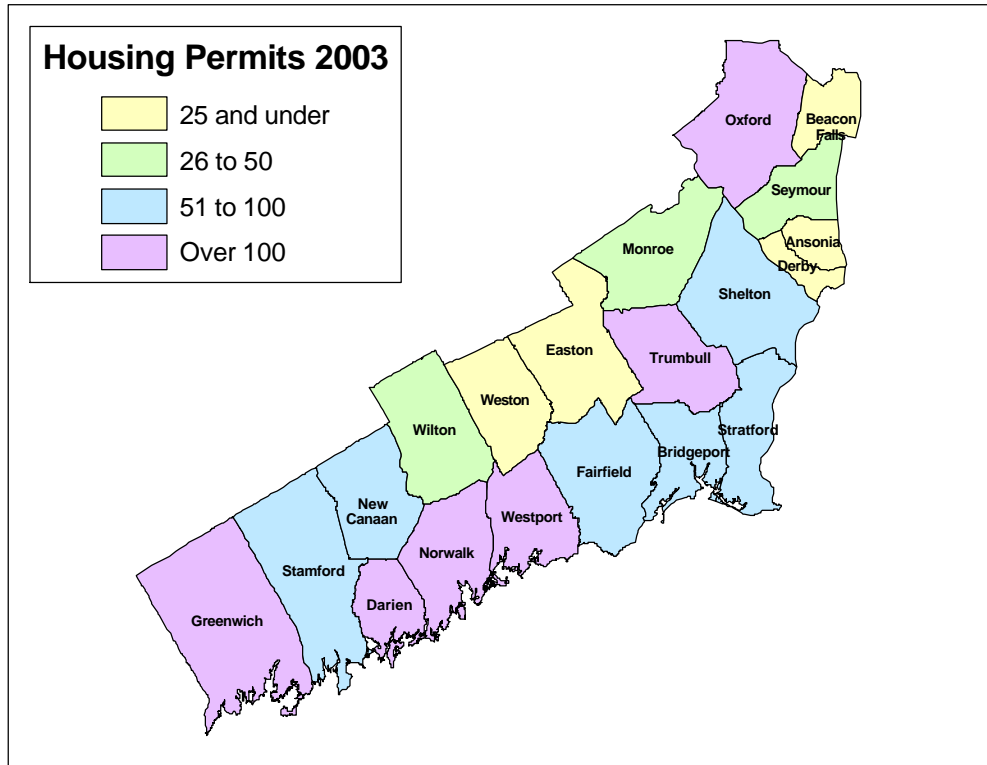 Housing Permits 2003
25 and under
26 to 50
51 to 100
Over 100
Oxford
Beacon
Falls
Seymour
Ansonia
Derby
Monroe
Shelton
Easton
Trumbull
Weston
Wilton
Stratford
Bridgeport
Fairfield
New
Canaan
Westport
Norwalk
Stamford
Darien
Greenwich